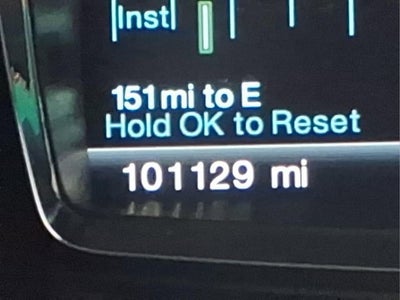 Inst
151 mi to E
Hold OK to Reset
101129 mi